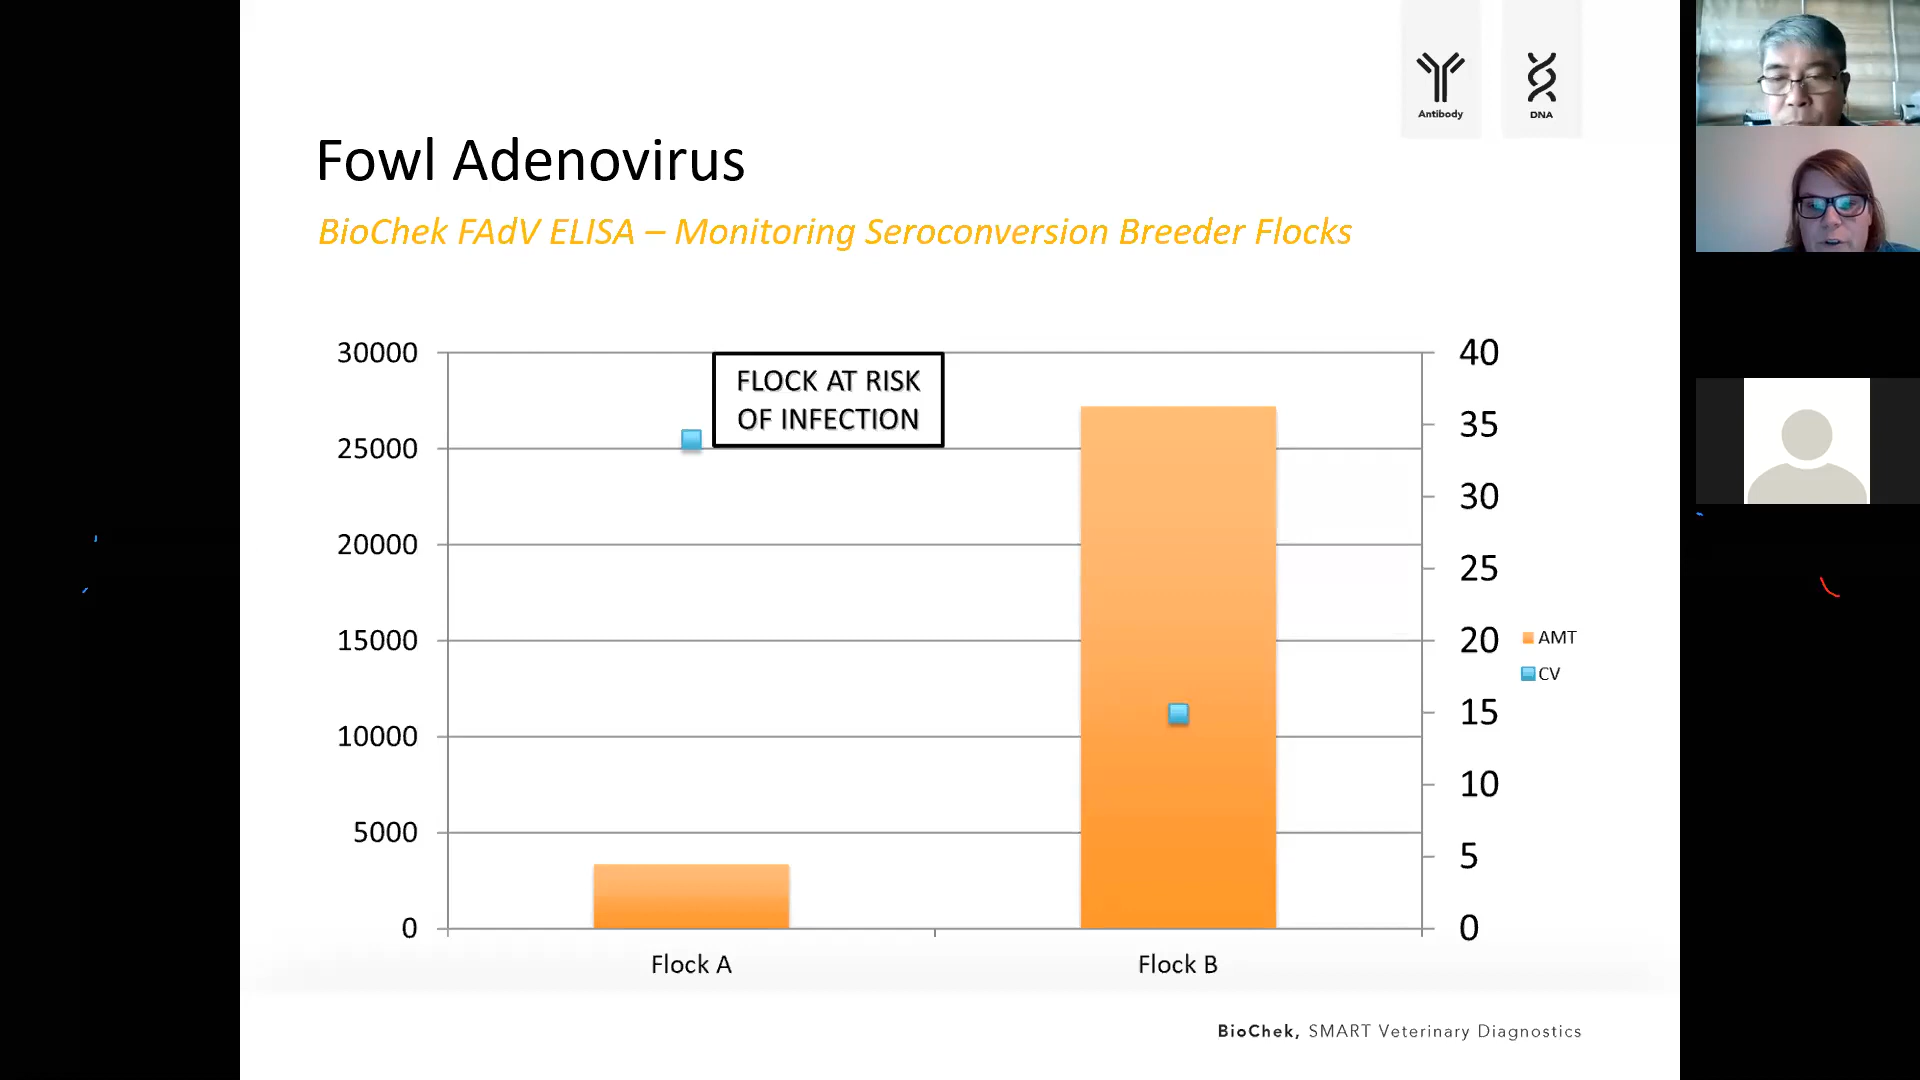 Antibody
DNA
Fowl Adenovirus
BioChek FAdV ELISA – Monitoring Seroconversion Breeder Flocks
30000
25000
20000
15000
10000
5000
0
FLOCK AT RISK
OF INFECTION
40
35
30
25
20
15
10
5
0
AMT
CV
Flock A
Flock B
BioChek, SMART Veterinary Diagnostics